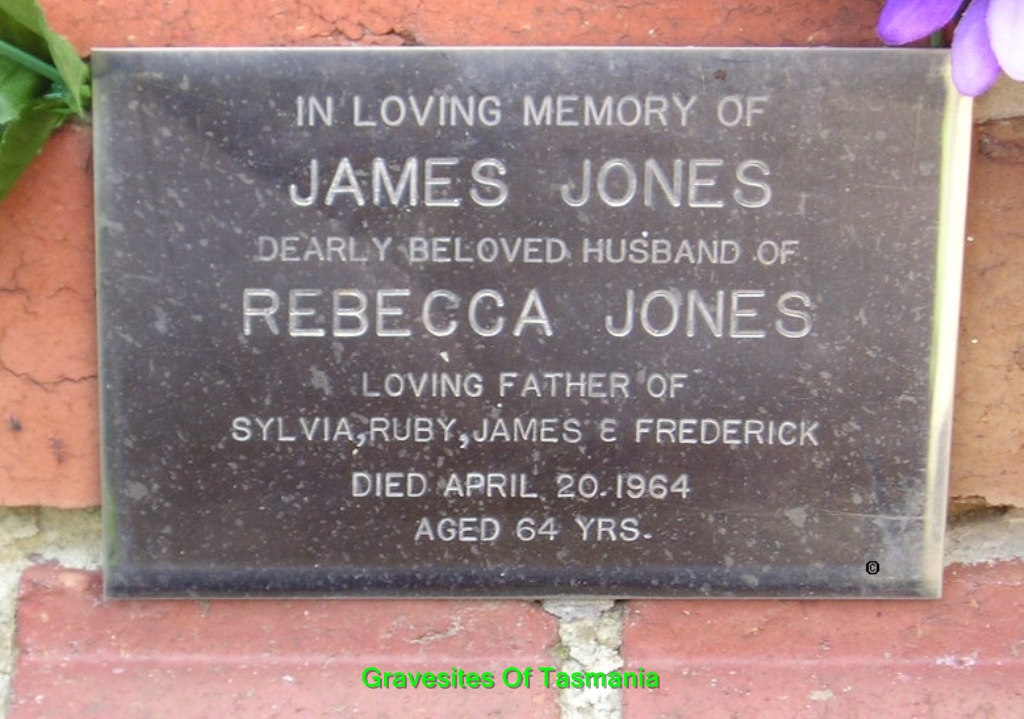 IN LOVING MEMORY OF
JAMES JONES
DEARLY BELOVED HUSBAND OF
REBECCA JONES
LOVING FATHER OF
SYLVIA, RUBY, JAMES & FREDERICK
DIED APRIL 20. 1964
AGED 64 YRS.
©
Gravesites Of Tasmania